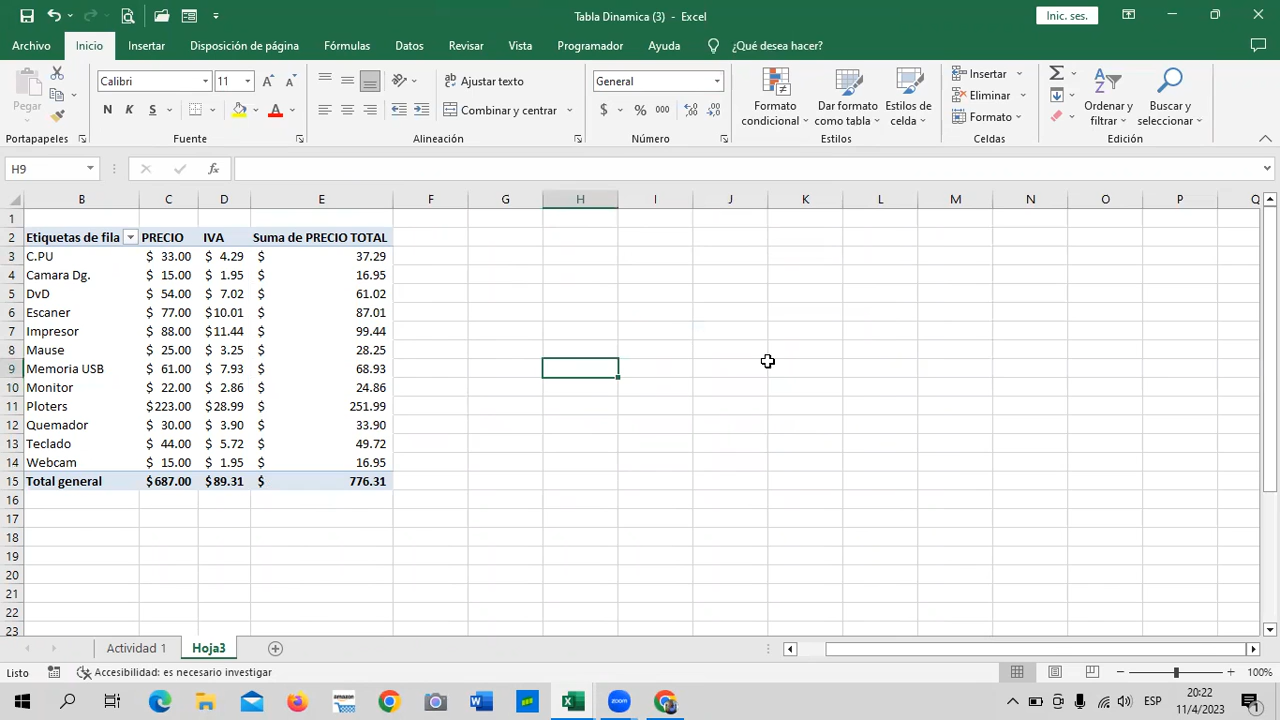 Tabla Dinamica (3) - Excel
Inic. ses.
Archivo Inicio Insertar Disposición de página Fórmulas Datos Revisar Vista Programador Ayuda ¿Qué desea hacer?
Pegar
Calibri 11
N K S
Ajustar texto
Combinar y centrar
General
$ % 000
Formato condicional
Dar formato como tabla
Estilos de celda
Insertar
Eliminar
Formato
Ordenar y filtrar
Buscar y seleccionar
Portapapeles Fuente Alineación Número Estilos Celdas Edición
H9 fx
B C D E F G H I J K L M N O P Q
1
2 Etiquetas de fila PRECIO IVA Suma de PRECIO TOTAL
3 C.PU $ 33.00 $ 4.29 $ 37.29
4 Camara Dg. $ 15.00 $ 1.95 $ 16.95
5 DvD $ 54.00 $ 7.02 $ 61.02
6 Escaner $ 77.00 $10.01 $ 87.01
7 Impresor $ 88.00 $11.44 $ 99.44
8 Mause $ 25.00 $ 3.25 $ 28.25
9 Memoria USB $ 61.00 $ 7.93 $ 68.93
10 Monitor $ 22.00 $ 2.86 $ 24.86
11 Ploters $223.00 $28.99 $ 251.99
12 Quemador $ 30.00 $ 3.90 $ 33.90
13 Teclado $ 44.00 $ 5.72 $ 49.72
14 Webcam $ 15.00 $ 1.95 $ 16.95
15 Total general $687.00 $89.31 $ 776.31
16
17
18
19
20
21
22
23
Actividad 1 Hoja3
Listo Accesibilidad: es necesario investigar 100%
amazon
ESP
20:22
11/4/2023